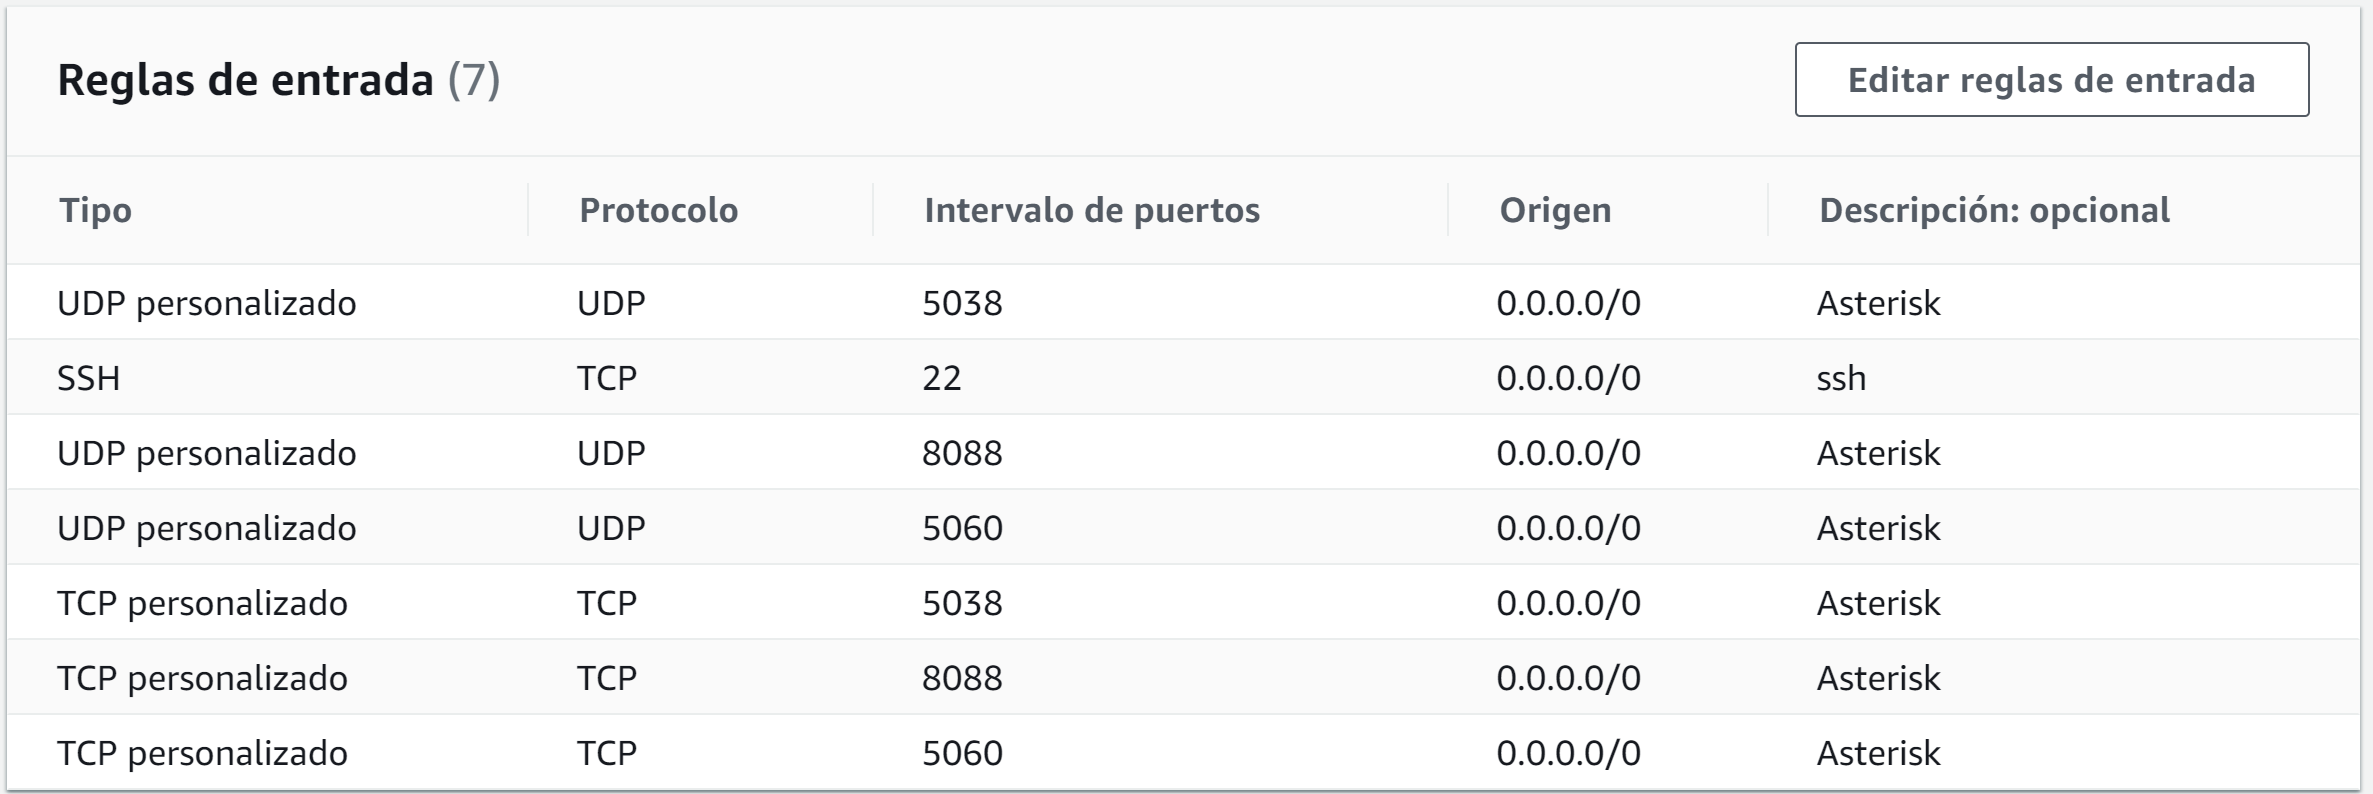 Reglas de entrada (7)
Editar reglas de entrada
Tipo Protocolo Intervalo de puertos Origen Descripción: opcional
UDP personalizado UDP 5038 0.0.0.0/0 Asterisk
SSH TCP 22 0.0.0.0/0 ssh
UDP personalizado UDP 8088 0.0.0.0/0 Asterisk
UDP personalizado UDP 5060 0.0.0.0/0 Asterisk
TCP personalizado TCP 5038 0.0.0.0/0 Asterisk
TCP personalizado TCP 8088 0.0.0.0/0 Asterisk
TCP personalizado TCP 5060 0.0.0.0/0 Asterisk